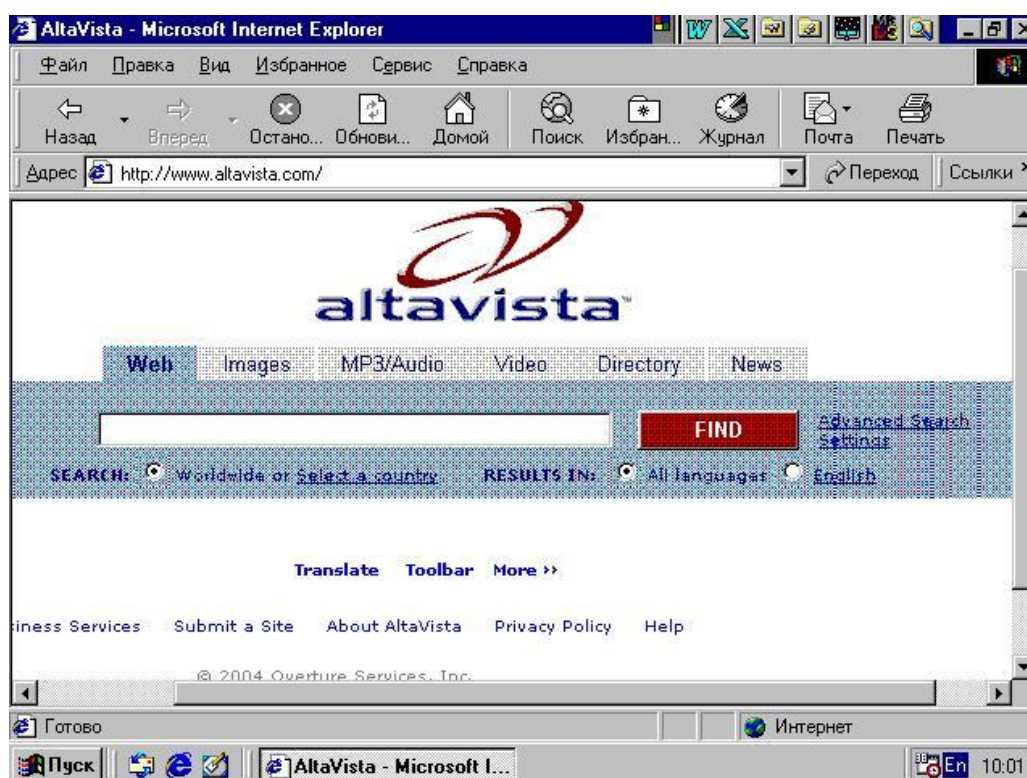 AltaVista - Microsoft Internet Explorer
Файл Правка Вид Избранное Сервис Справка
Назад Вперед Остано... Обнови... Домой Поиск Избран... Журнал Почта Печать
Адрес http://www.altavista.com/ Переход Ссылки
altavista™
Web Images MP3/Audio Video Directory News
FIND Advanced Search
Settings
SEARCH: Worldwide or Select a country RESULTS IN: All languages English
Translate Toolbar More ››
iness Services Submit a Site About AltaVista Privacy Policy Help
© 2004 Overture Services, Inc.
Готово Интернет
Пуск AltaVista - Microsoft I... En 10:01